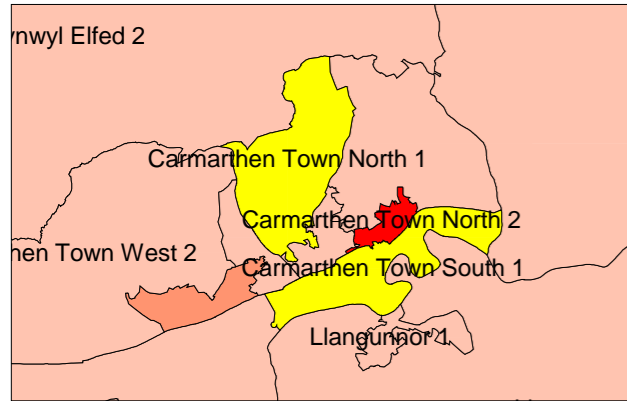 ynwyl Elfed 2
Carmarthen Town North 1
Carmarthen Town North 2
hen Town West 2
Carmarthen Town South 1
Llangunnor 1